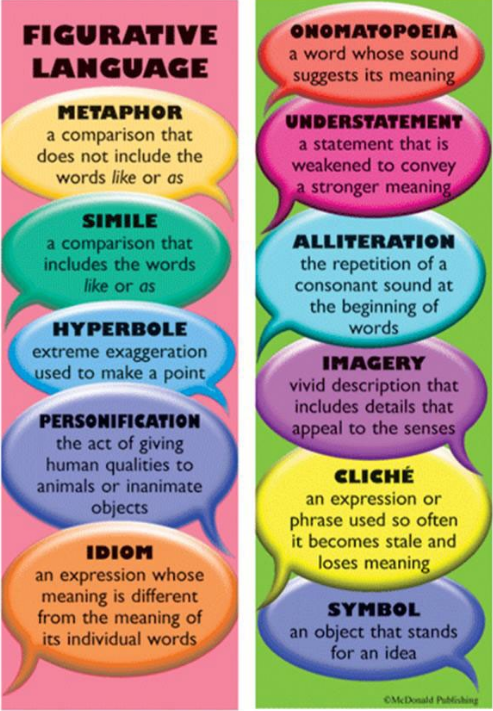 FIGURATIVE
LANGUAGE
METAPHOR
a comparison that
does not include the
words like or as
SIMILE
a comparison that
includes the words
like or as
HYPERBOLE
extreme exaggeration
used to make a point
PERSONIFICATION
the act of giving
human qualities to
animals or inanimate
objects
IDIOM
an expression whose
meaning is different
from the meaning of
its individual words
ONOMATOPOEIA
a word whose sound
suggests its meaning
UNDERSTATEMENT
a statement that is
weakened to convey
a stronger meaning
ALLITERATION
the repetition of a
consonant sound at
the beginning of
words
IMAGERY
vivid description that
includes details that
appeal to the senses
CLICHÉ
an expression or
phrase used so often
it becomes stale and
loses meaning
SYMBOL
an object that stands
for an idea
©McDonald Publishing